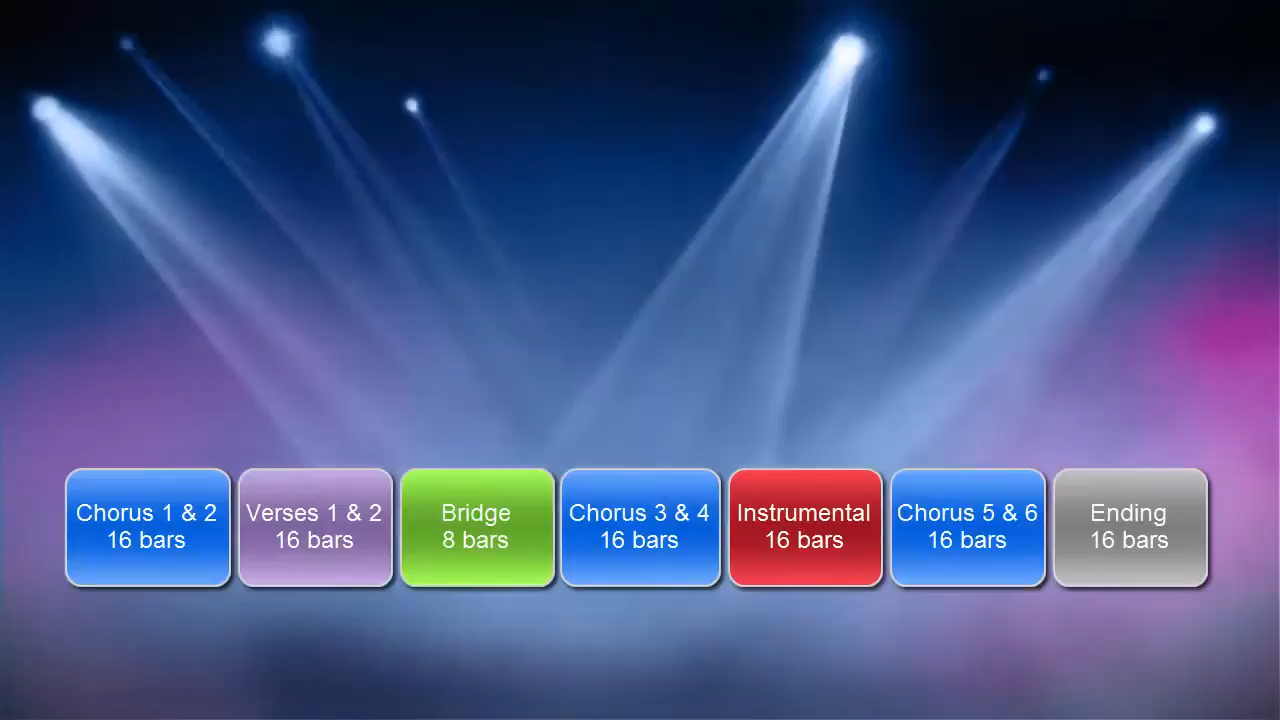 Chorus 1 & 2
16 bars
Verses 1 & 2
16 bars
Bridge
8 bars
Chorus 3 & 4
16 bars
Instrumental
16 bars
Chorus 5 & 6
16 bars
Ending
16 bars